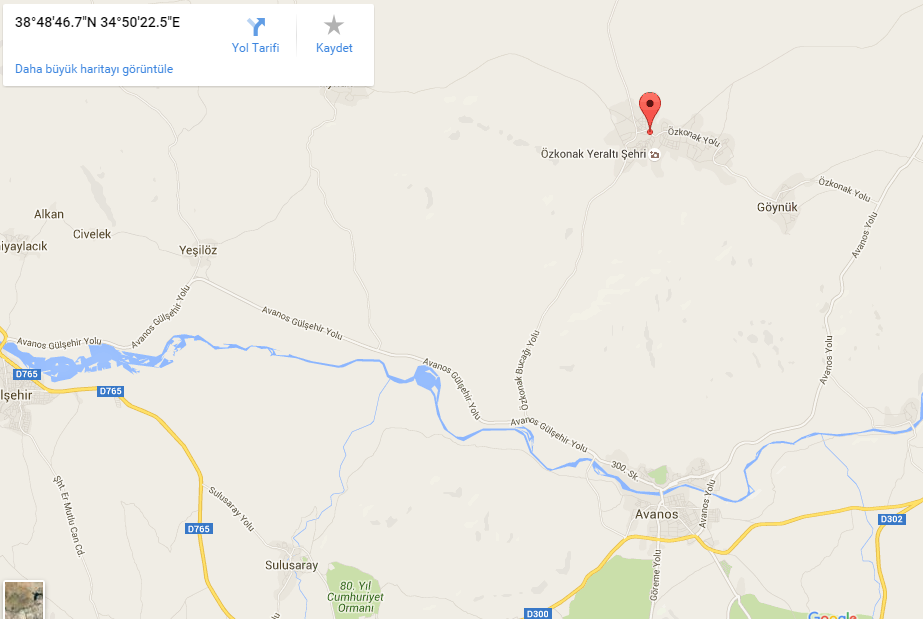 38°48'46.7"N 34°50'22.5"E
Yol Tarifi
Kaydet
Daha büyük haritayı görüntüle
Özkonak Yolu
Özkonak Yeraltı Şehri
Özkonak Yolu
Göynük
Avanos Yolu
Alkan
Civelek
iyaylacık
Yeşilöz
Avanos Gülşehir Yolu
Avanos Gülşehir Yolu
Avanos Gülşehir Yolu
Avanos Gülşehir Yolu
Özkonak Bucağı Yolu
Avanos Yolu
D765
D765
lşehir
Avanos Gülşehir Yolu
300. Sk.
Şht. Er Mutlu Can Cd.
Sulusaray Yolu
Avanos
Avanos Yolu
D302
D765
Sulusaray
Göreme Yolu
80. Yıl
Cumhuriyet
Ormanı
D300
Google